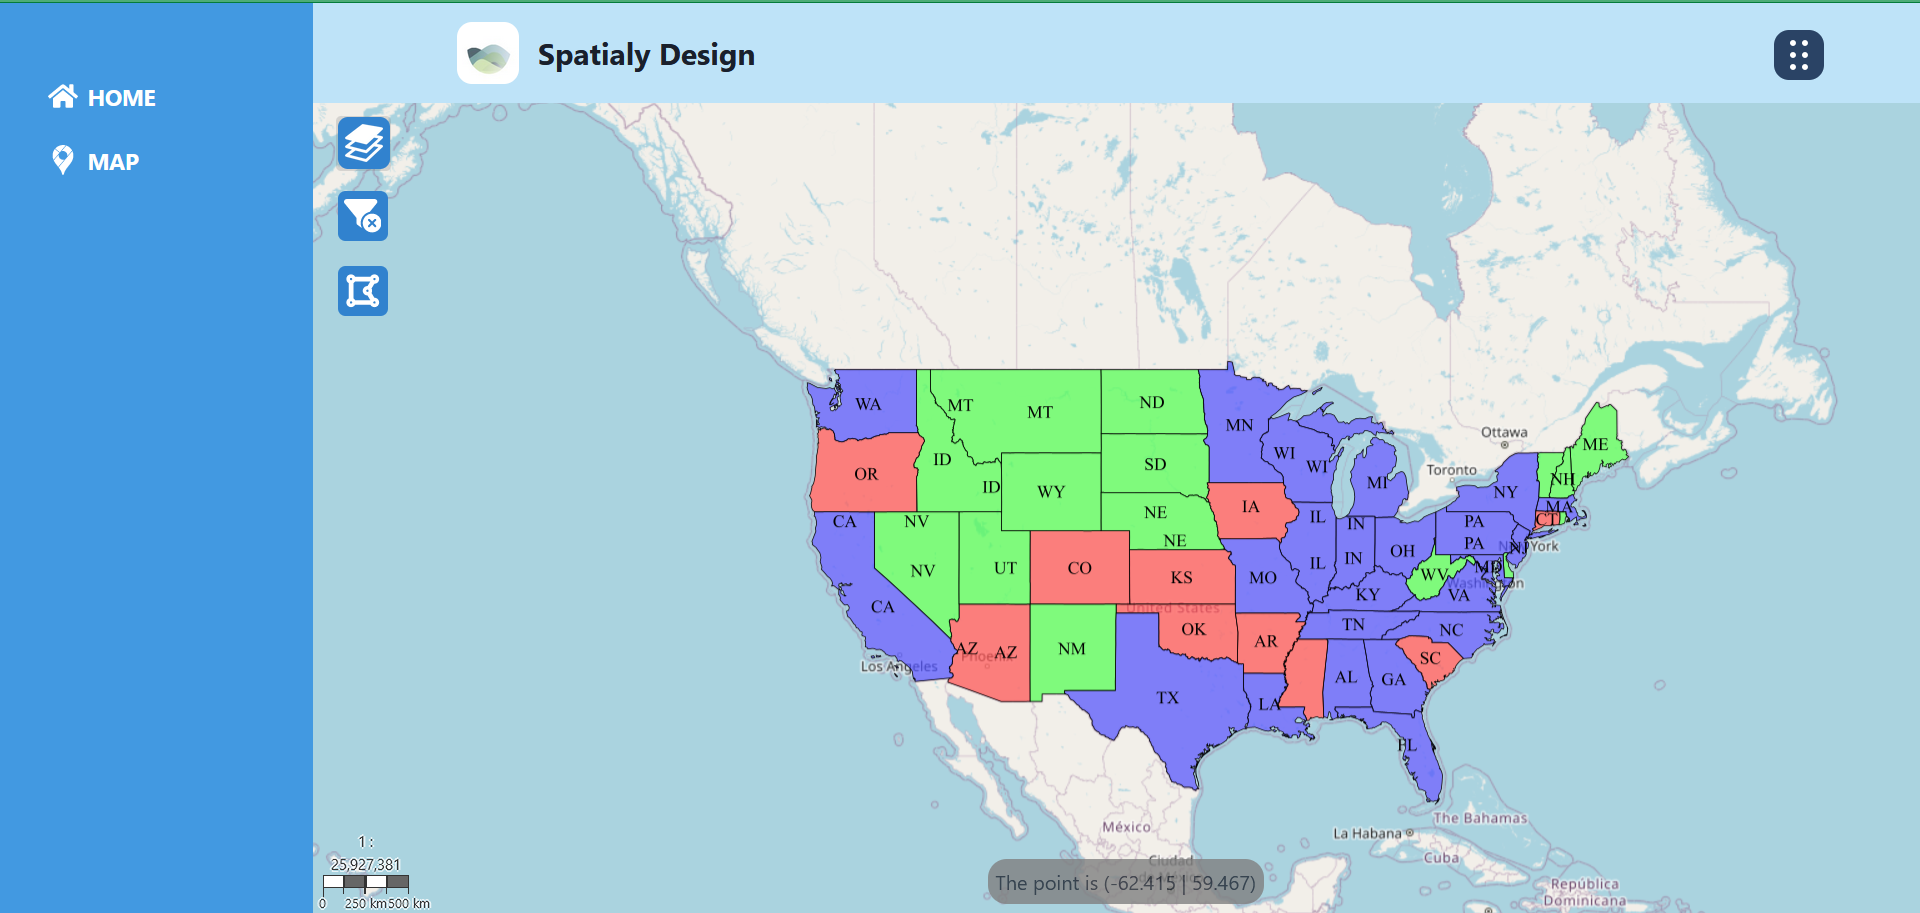 Spatialy Design
HOME
MAP
WA
MT
MT
ND
MN
OR
ID
ID
WY
SD
WI
WI
MI
Ottawa
Toronto
ME
NH
NY
MA
CT
CA
NV
NE
NE
IA
IL
IN
PA
PA
NJ
York
NV
UT
CO
KS
MO
IL
IN
OH
WV
MD
Washington
VA
KY
CA
United States
AZ
AZ
Phoenix
NM
OK
AR
TN
NC
SC
Los Angeles
TX
LA
AL
GA
FL
México
Ciudad
La Habana
The Bahamas
Cuba
República
Dominicana
1 :
25,927,381
0 250 km 500 km
The point is (-62.415 | 59.467)